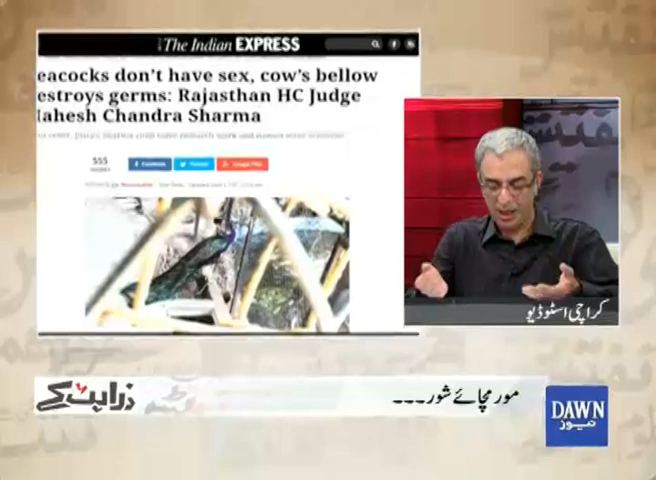 The Indian EXPRESS
eacocks don't have sex, cow's bellow
estroys germs: Rajasthan HC Judge
ahesh Chandra Sharma
555
Facebook
Twitter
Google Plus
کراچی اسٹوڈیو
ذرا ہٹ کے
مور مچائے شور...
DAWN
نیوز